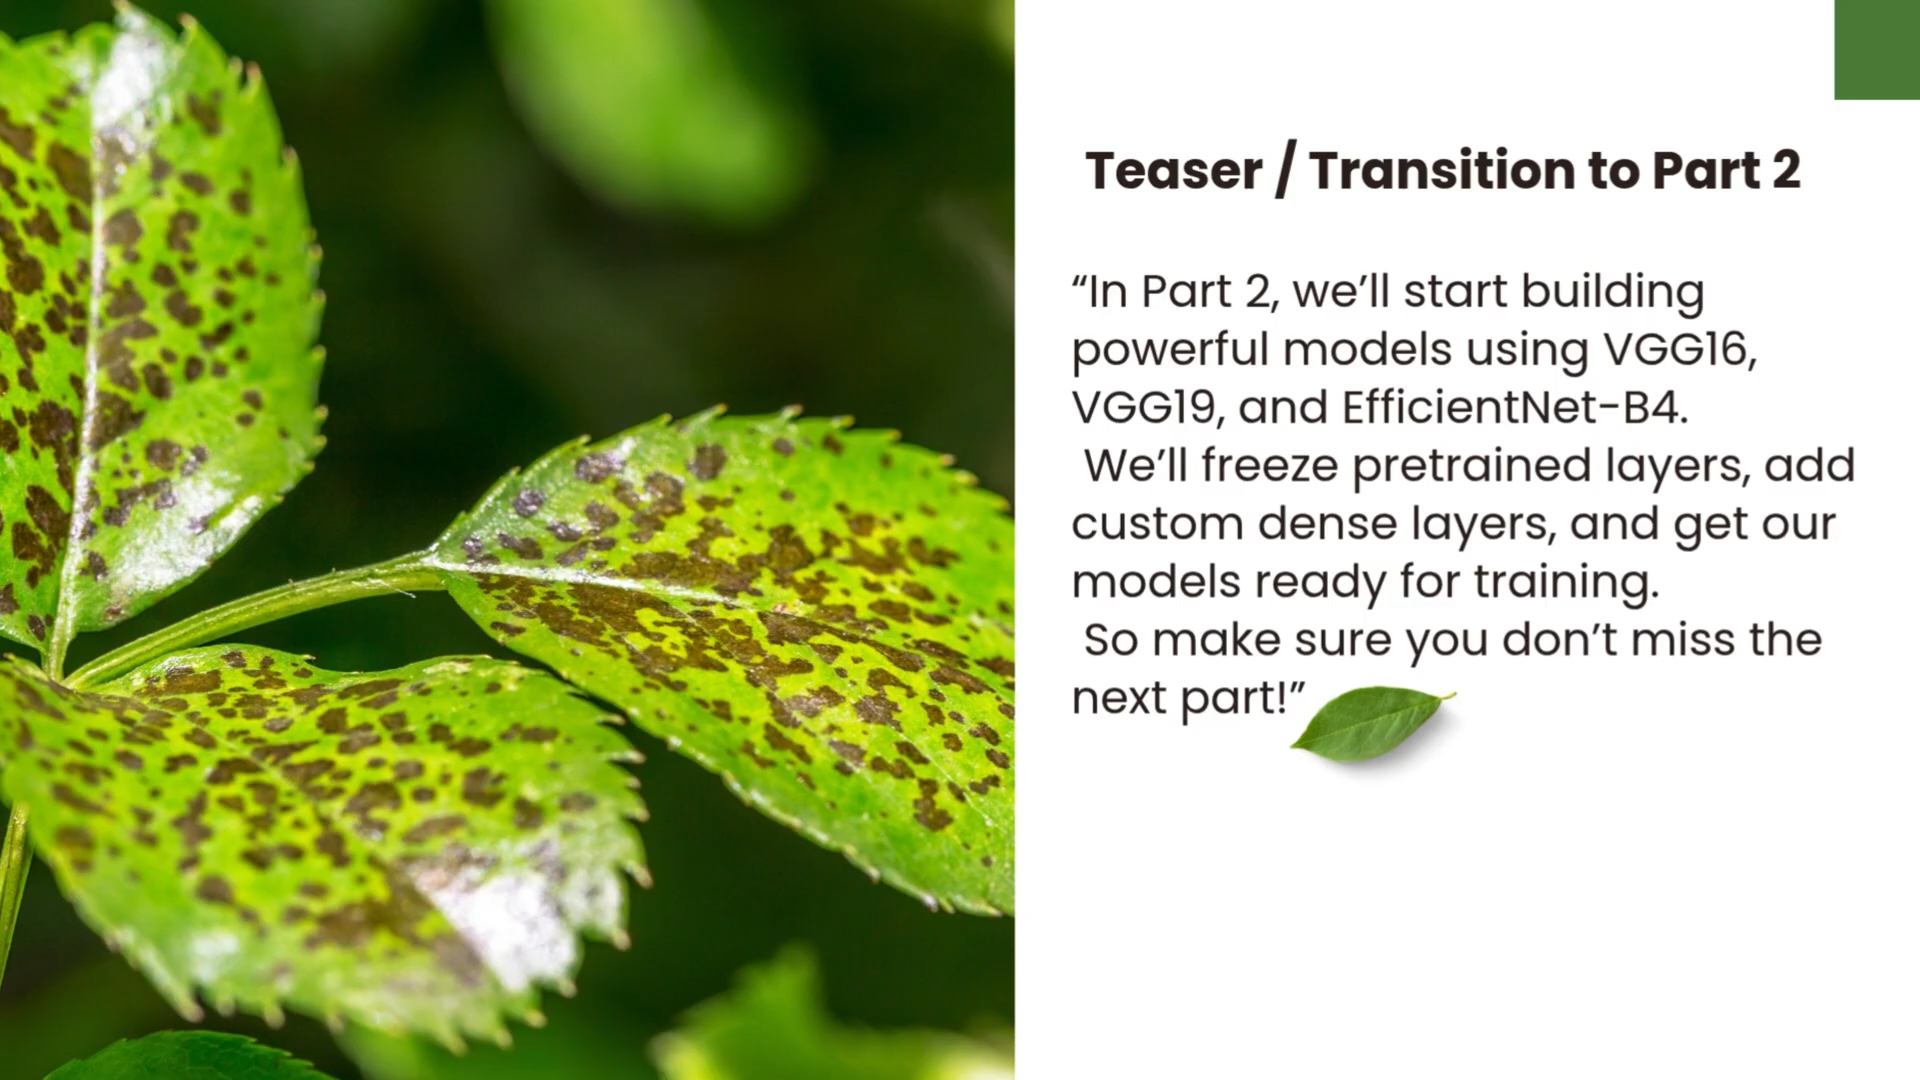 Teaser / Transition to Part 2
“In Part 2, we’ll start building
powerful models using VGG16,
VGG19, and EfficientNet-B4.
We’ll freeze pretrained layers, add
custom dense layers, and get our
models ready for training.
So make sure you don’t miss the
next part!”